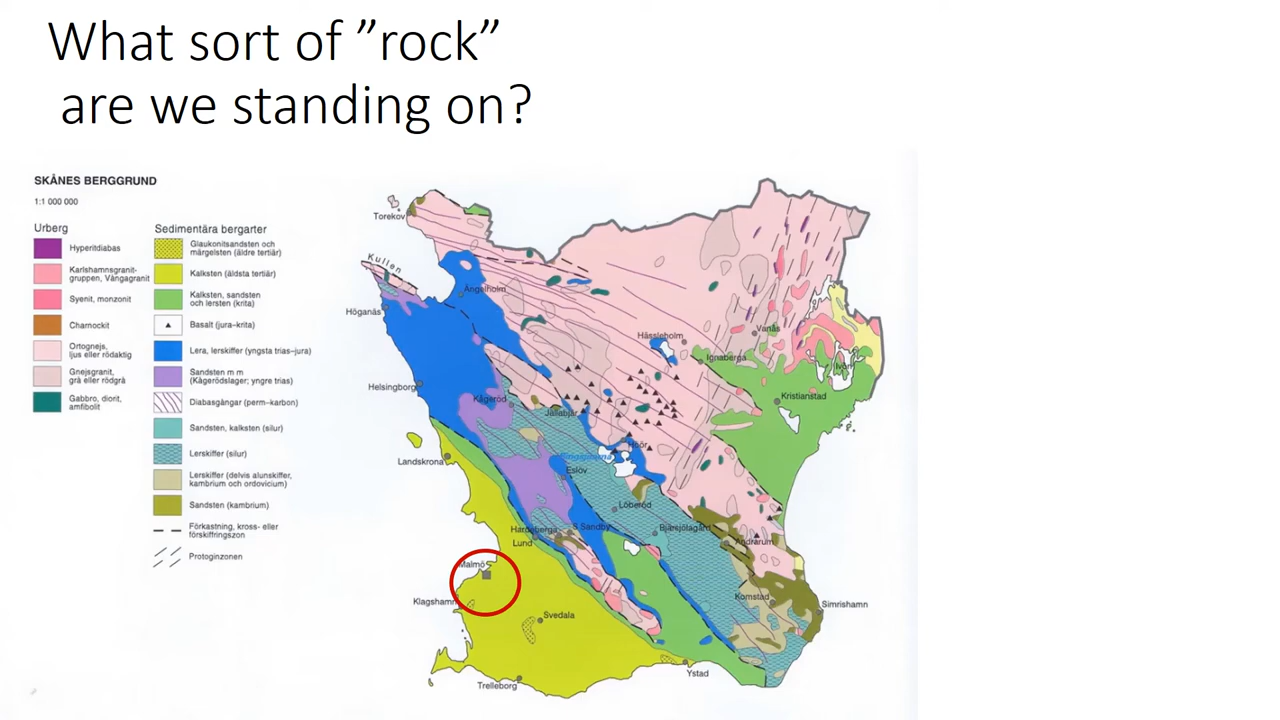 What sort of ”rock”
are we standing on?
SKÅNES BERGGRUND
1:1 000 000
Urberg
Hyperitdiabas
Karlshamnsgranit-
gruppen, Vångagranit
Syenit, monzonit
Charnockit
Ortognejs,
ljus eller rödaktig
Gnejsgranit,
grå eller rödgrå
Gabbro, diorit,
amfibolit
Sedimentära bergarter
Glaukonitsandsten och
märgelsten (äldre tertiär)
Kalksten (äldsta tertiär)
Kalksten, sandsten
och lersten (krita)
Basalt (jura-krita)
Lera, lerskiffer (yngsta trias-jura)
Sandsten m m
(Kågerödslager; yngre trias)
Diabasgångar (perm-karbon)
Sandsten, kalksten (silur)
Lerskiffer (silur)
Lerskiffer (delvis alunskiffer,
kambrium och ordovicium)
Sandsten (kambrium)
Förkastning, kross- eller
förskiffringszon
Protoginzonen
Torekov
Kullen
Ängelholm
Höganäs
Hässleholm
Vanås
Ignaberga
Ivön
Helsingborg
Kågeröd
Kristianstad
Jällabjär
Höör
Ringsjöarna
Landskrona
Eslöv
Löberöd
Hardeberga
S Sandby
Bjärsjölagård
Lund
Andrarum
Malmö
Klagshamn
Komstad
Simrishamn
Svedala
Ystad
Trelleborg